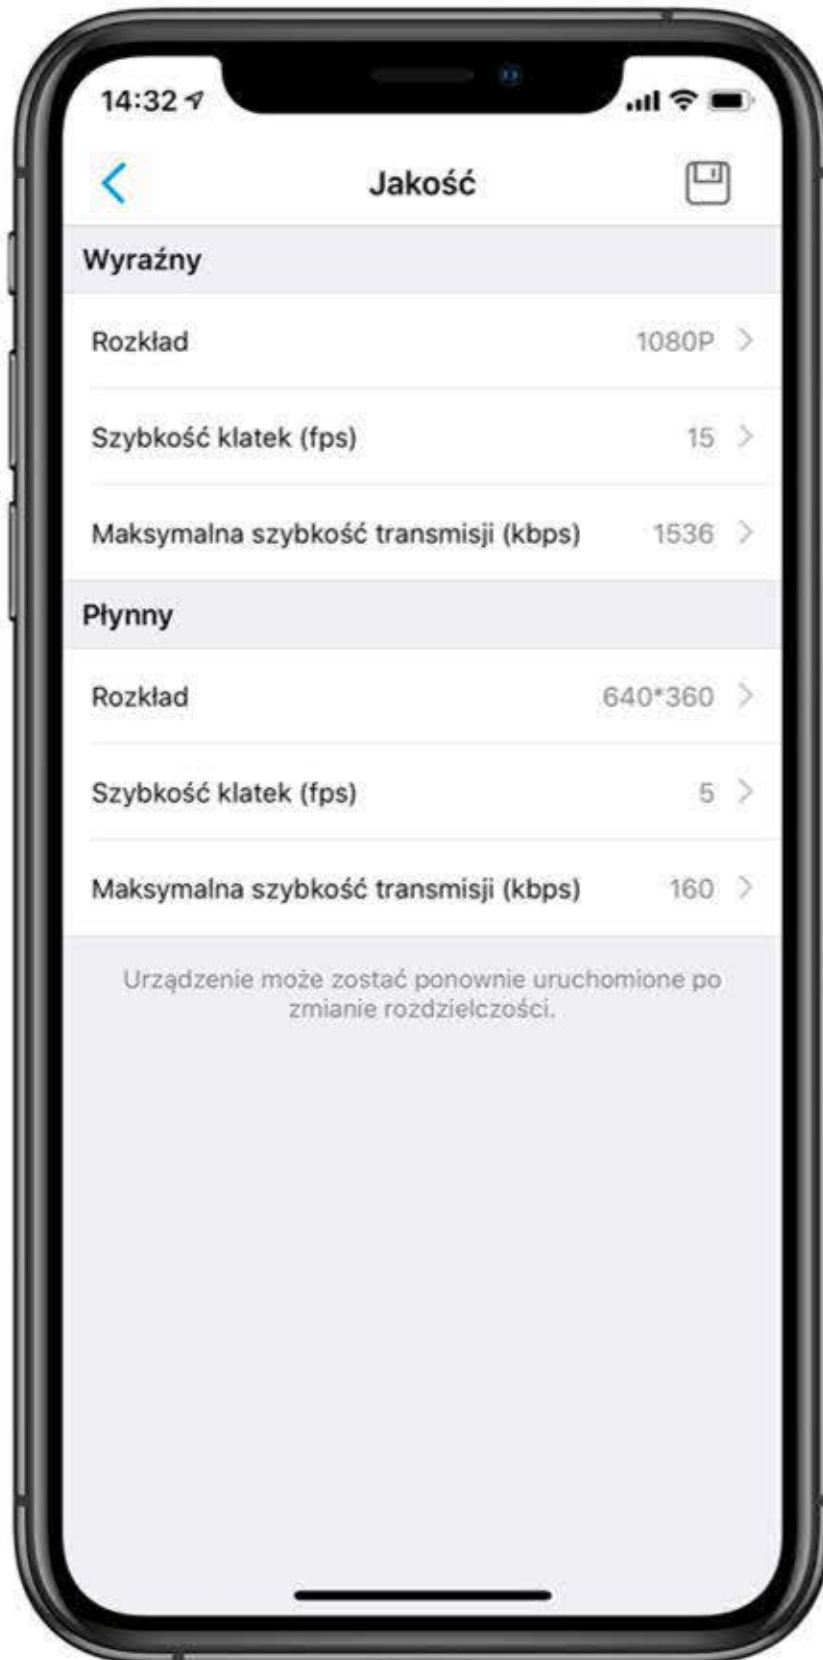 14:32
Jakość
Wyraźny
Rozkład 1080P
Szybkość klatek (fps) 15
Maksymalna szybkość transmisji (kbps) 1536
Płynny
Rozkład 640*360
Szybkość klatek (fps) 5
Maksymalna szybkość transmisji (kbps) 160
Urządzenie może zostać ponownie uruchomione po
zmianie rozdzielczości.